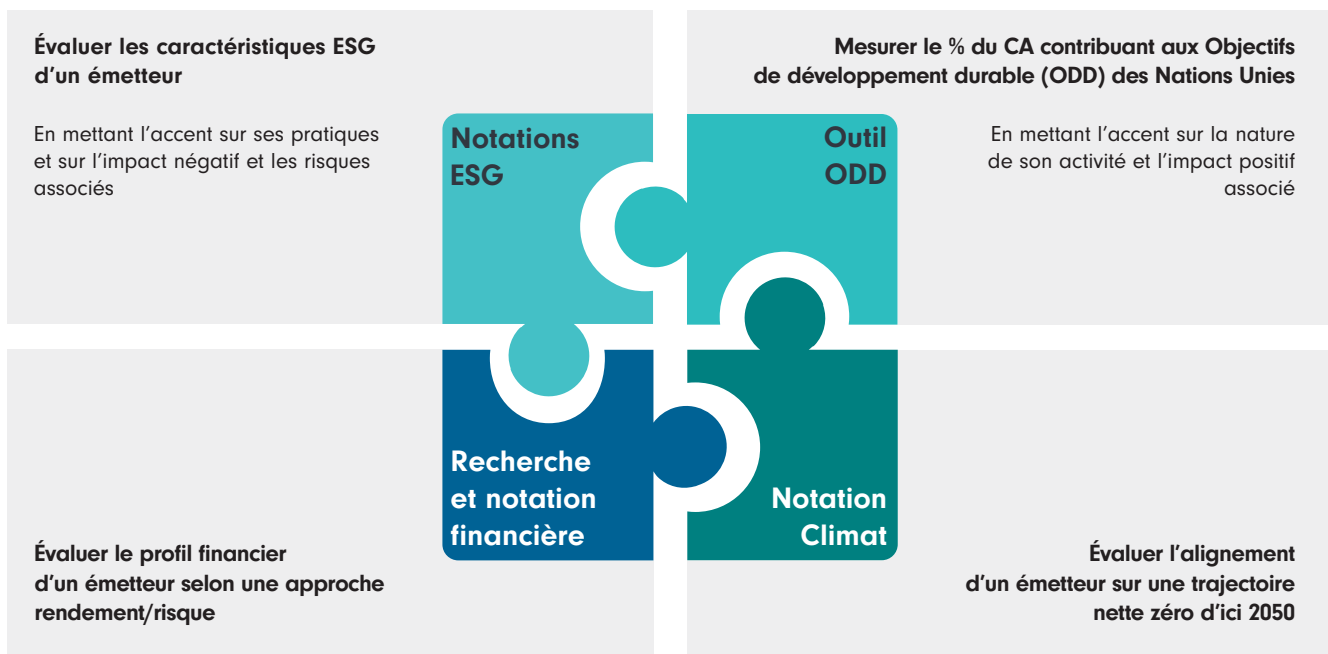 Évaluer les caractéristiques ESG
d’un émetteur
En mettant l’accent sur ses pratiques
et sur l’impact négatif et les risques
associés
Notations
ESG
Mesurer le % du CA contribuant aux Objectifs
de développement durable (ODD) des Nations Unies
Outil
ODD
En mettant l’accent sur la nature
de son activité et l’impact positif
associé
Recherche
et notation
financière
Évaluer le profil financier
d’un émetteur selon une approche
rendement/risque
Notation
Climat
Évaluer l’alignement
d’un émetteur sur une trajectoire
nette zéro d’ici 2050